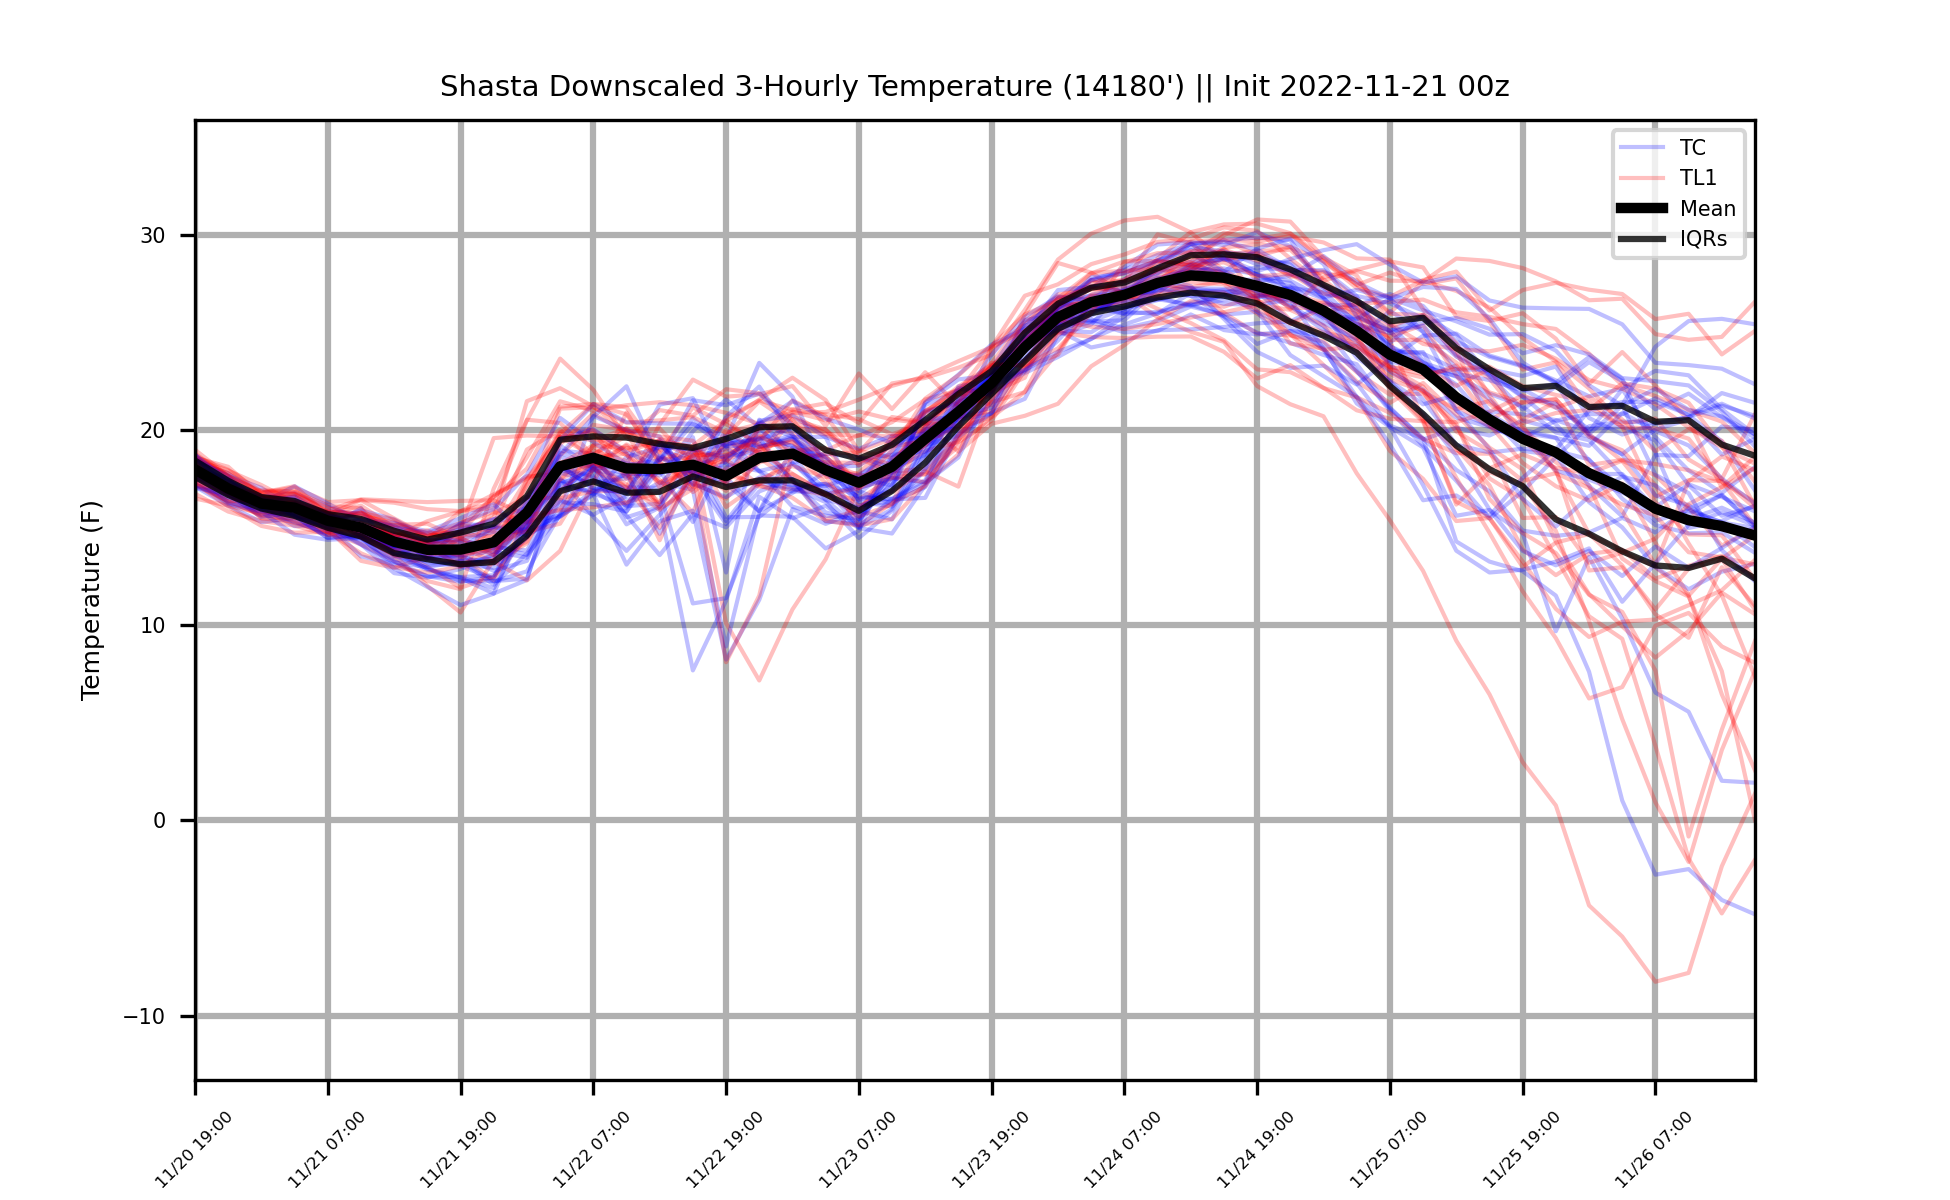 Shasta Downscaled 3-Hourly Temperature (14180') || Init 2022-11-21 00z
TC
TL1
Mean
IQRs
Temperature (F)
30
20
10
0
−10
11/20 19:00
11/21 07:00
11/21 19:00
11/22 07:00
11/22 19:00
11/23 07:00
11/23 19:00
11/24 07:00
11/24 19:00
11/25 07:00
11/25 19:00
11/26 07:00